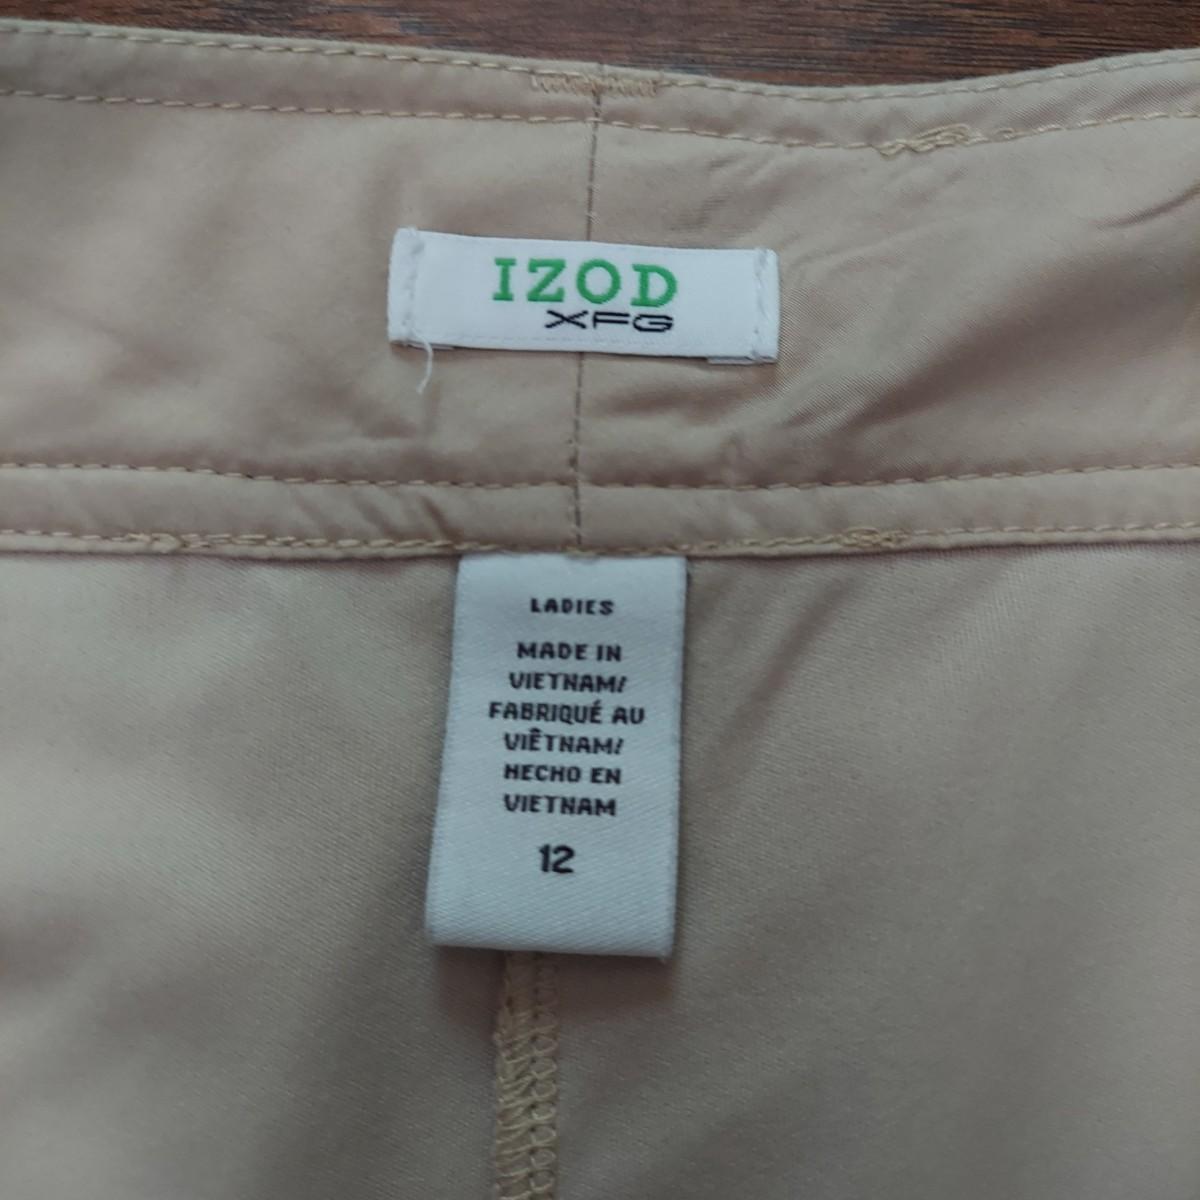 IZOD
XFG
LADIES
MADE IN
VIETNAM/
FABRIQUÉ AU
VIÊTNAM/
HECHO EN
VIETNAM
12